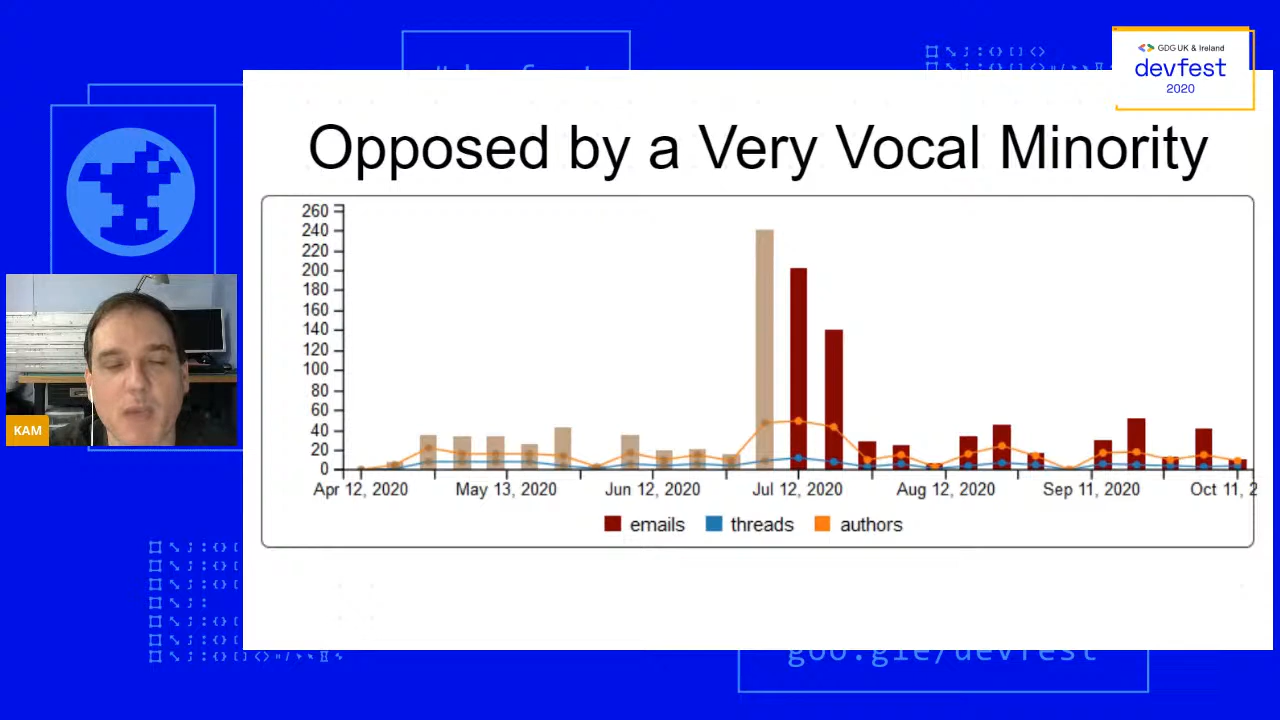 GDG UK & Ireland
devfest
2020
Opposed by a Very Vocal Minority
260
240
220
200
180
160
140
120
100
80
60
40
20
0
Apr 12, 2020 May 13, 2020 Jun 12, 2020 Jul 12, 2020 Aug 12, 2020 Sep 11, 2020 Oct 11, 2
emails threads authors
KAM
goo.gle/devfest